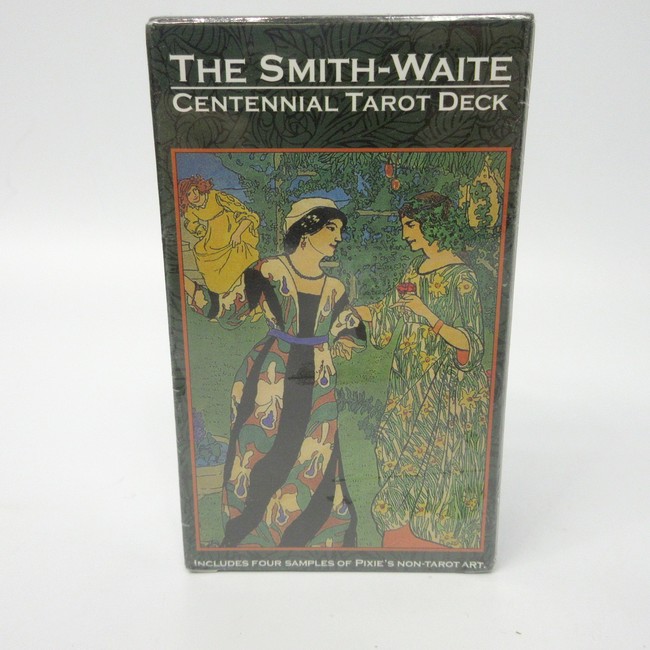 THE SMITH-WAITE
CENTENNIAL TAROT DECK
INCLUDES FOUR SAMPLES OF PIXIE'S NON-TAROT ART.